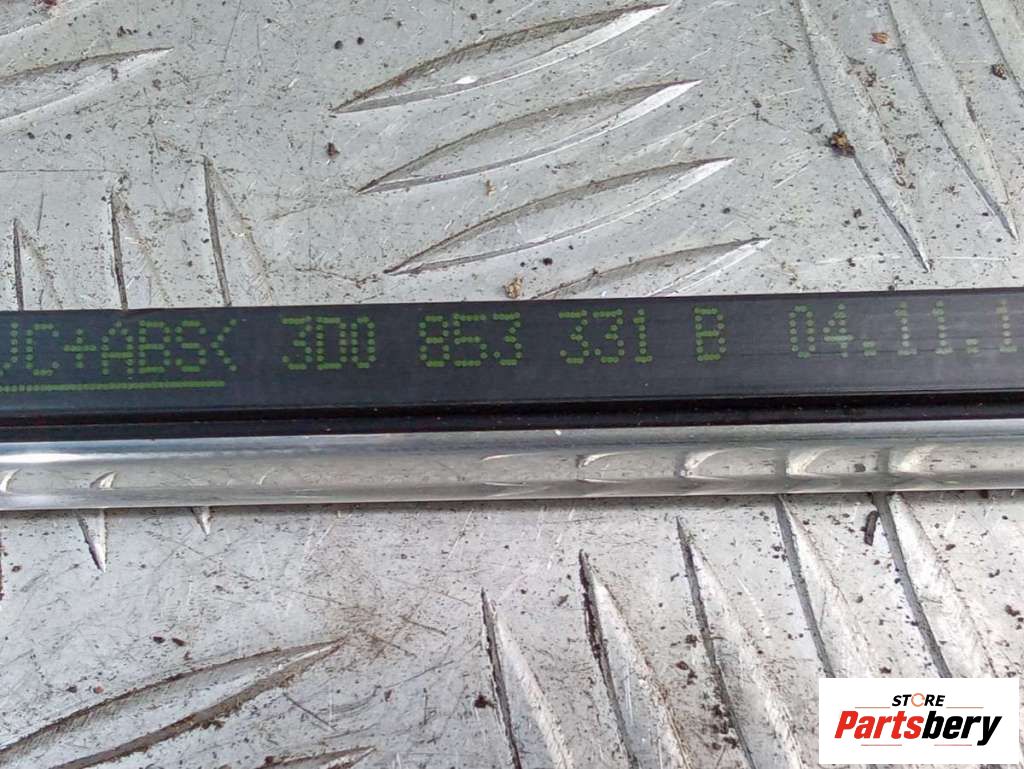 +ABS< 3D0 853 331 B 04.11.1
STORE
Partsbery